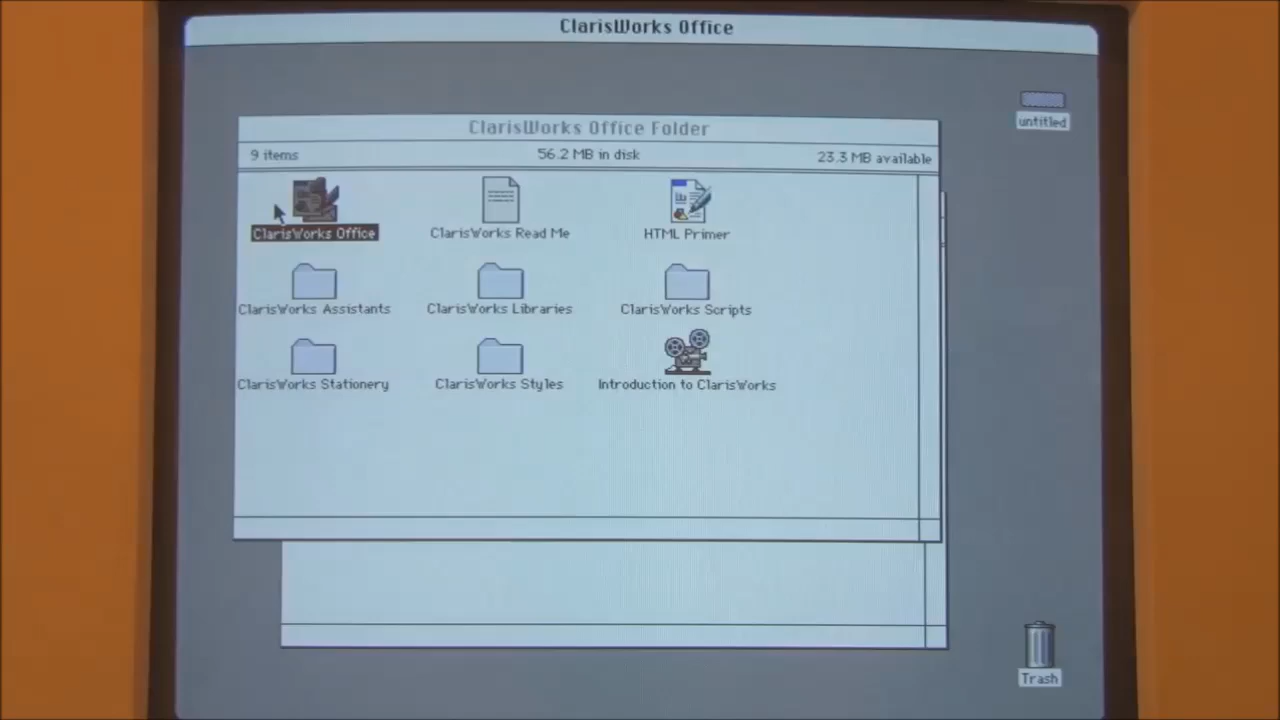 ClarisWorks Office
untitled
ClarisWorks Office Folder
9 items 56.2 MB in disk 23.3 MB available
ClarisWorks Office ClarisWorks Read Me HTML Primer
ClarisWorks Assistants ClarisWorks Libraries ClarisWorks Scripts
ClarisWorks Stationery ClarisWorks Styles Introduction to ClarisWorks
Trash